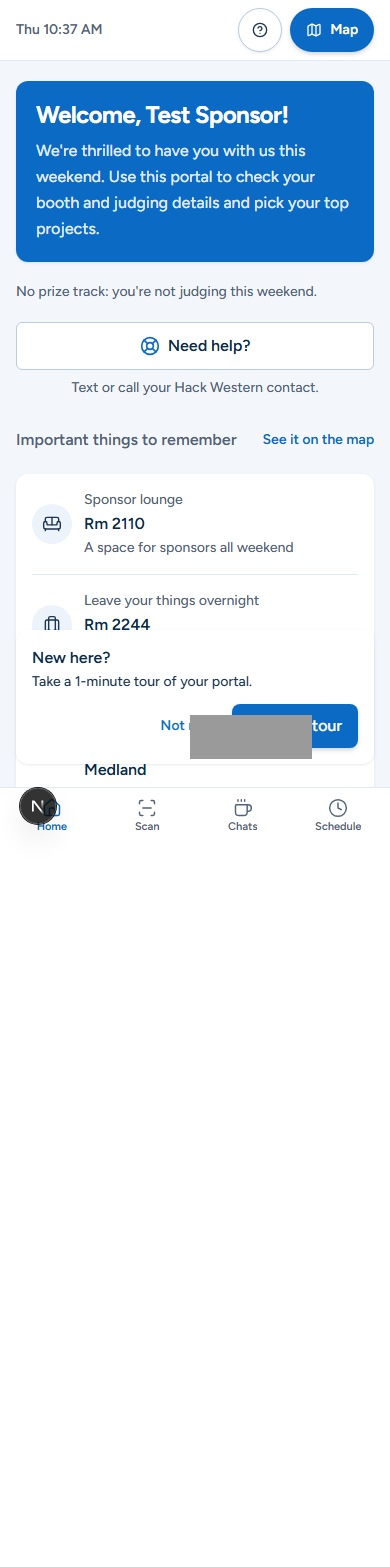 Thu 10:37 AM
Map
Welcome, Test Sponsor!
We're thrilled to have you with us this
weekend. Use this portal to check your
booth and judging details and pick your top
projects.
No prize track: you're not judging this weekend.
Need help?
Text or call your Hack Western contact.
Important things to remember
See it on the map
Sponsor lounge
Rm 2110
A space for sponsors all weekend
Leave your things overnight
Rm 2244
New here?
Take a 1-minute tour of your portal.
Not
tour
Medland
N
Home
Scan
Chats
Schedule